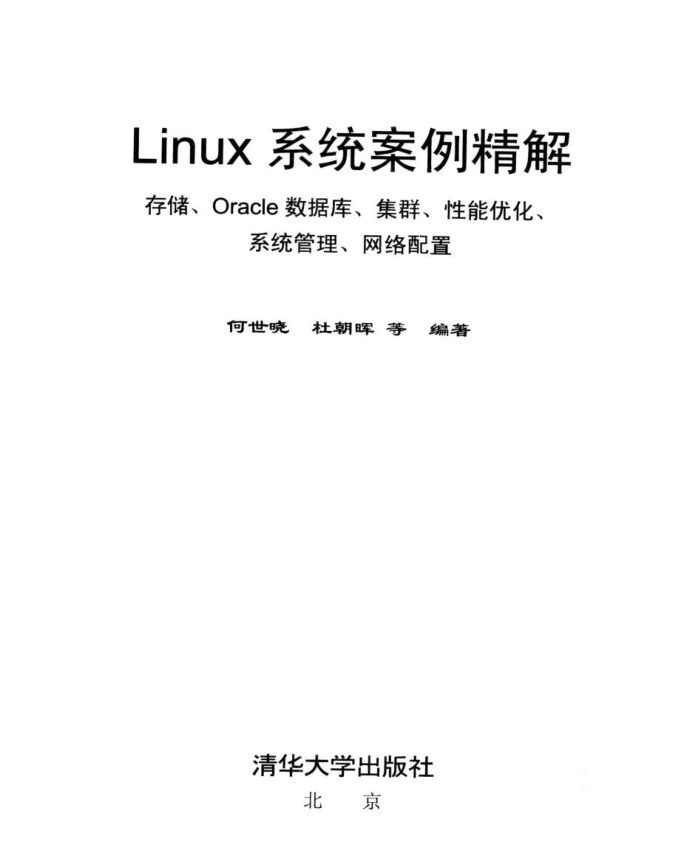 Linux 系统案例精解
存储、Oracle 数据库、集群、性能优化、
系统管理、网络配置
何世晓 杜朝晖 等 编著
清华大学出版社
北 京